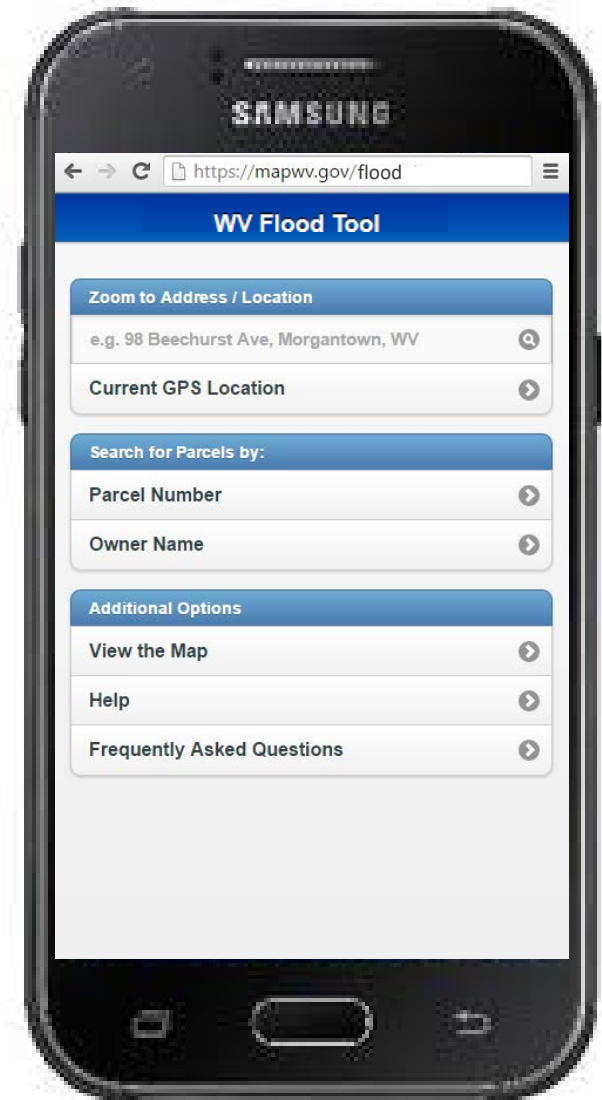 SAMSUNG
https://mapwv.gov/flood
WV Flood Tool
Zoom to Address / Location
e.g. 98 Beechurst Ave, Morgantown, WV
Current GPS Location
Search for Parcels by:
Parcel Number
Owner Name
Additional Options
View the Map
Help
Frequently Asked Questions